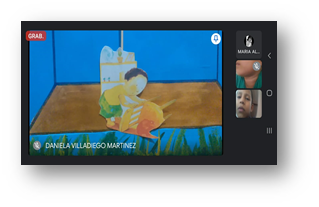 GRAB.
MARIA AL...
DANIELA VILLADIEGO MARTINEZ